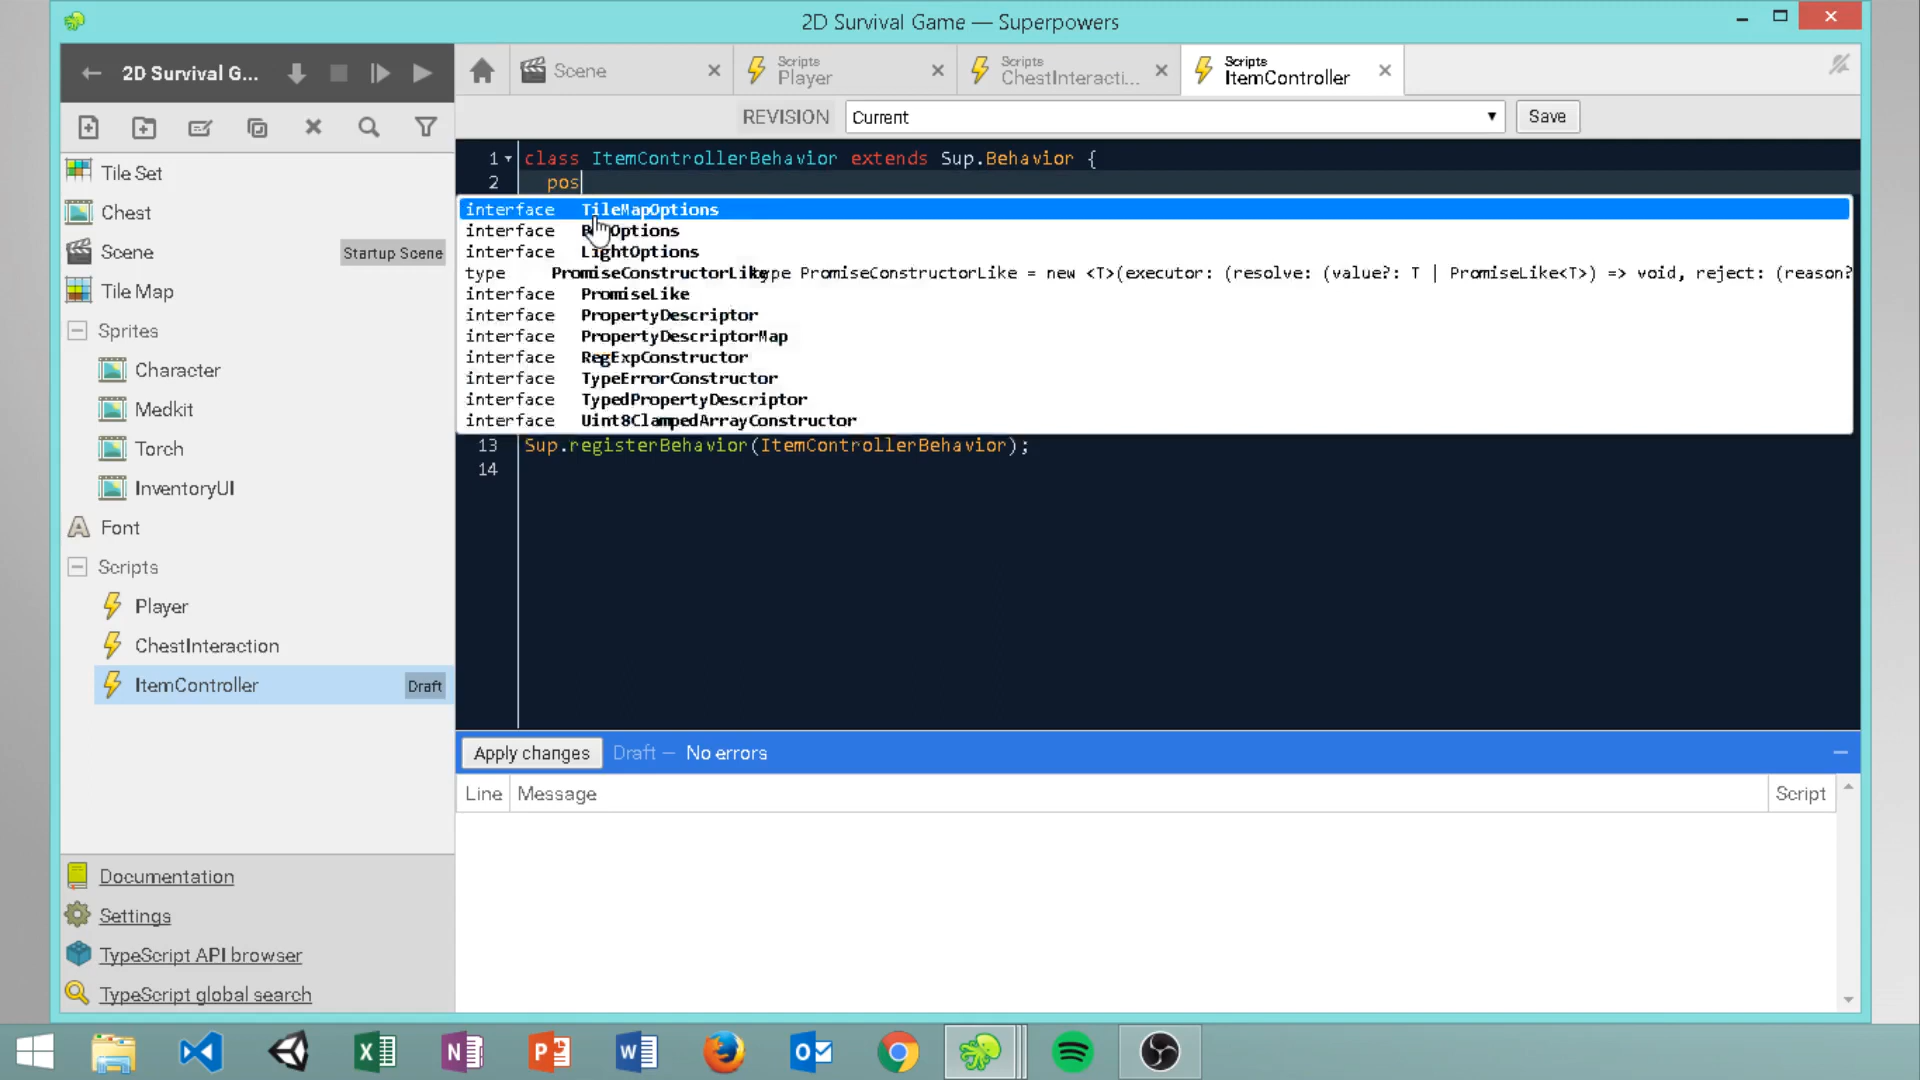 2D Survival Game — Superpowers
2D Survival G...
Scene
Scripts
Player
Scripts
ChestInteracti...
Scripts
ItemController
REVISION
Current
Save
Tile Set
Chest
Scene
Startup Scene
Tile Map
Sprites
Character
Medkit
Torch
InventoryUI
Font
Scripts
Player
ChestInteraction
ItemController
Draft
Documentation
Settings
TypeScript API browser
TypeScript global search
1 class ItemControllerBehavior extends Sup.Behavior {
2 pos
interface TileMapOptions
interface Options
interface LightOptions
type PromiseConstructorLike type PromiseConstructorLike = new <T>(executor: (resolve: (value?: T | PromiseLike<T>) => void, reject: (reason?
interface PromiseLike
interface PropertyDescriptor
interface PropertyDescriptorMap
interface RegExpConstructor
interface TypeErrorConstructor
interface TypedPropertyDescriptor
interface Uint8ClampedArrayConstructor
13 Sup.registerBehavior(ItemControllerBehavior);
14
Apply changes
Draft — No errors
Line Message Script